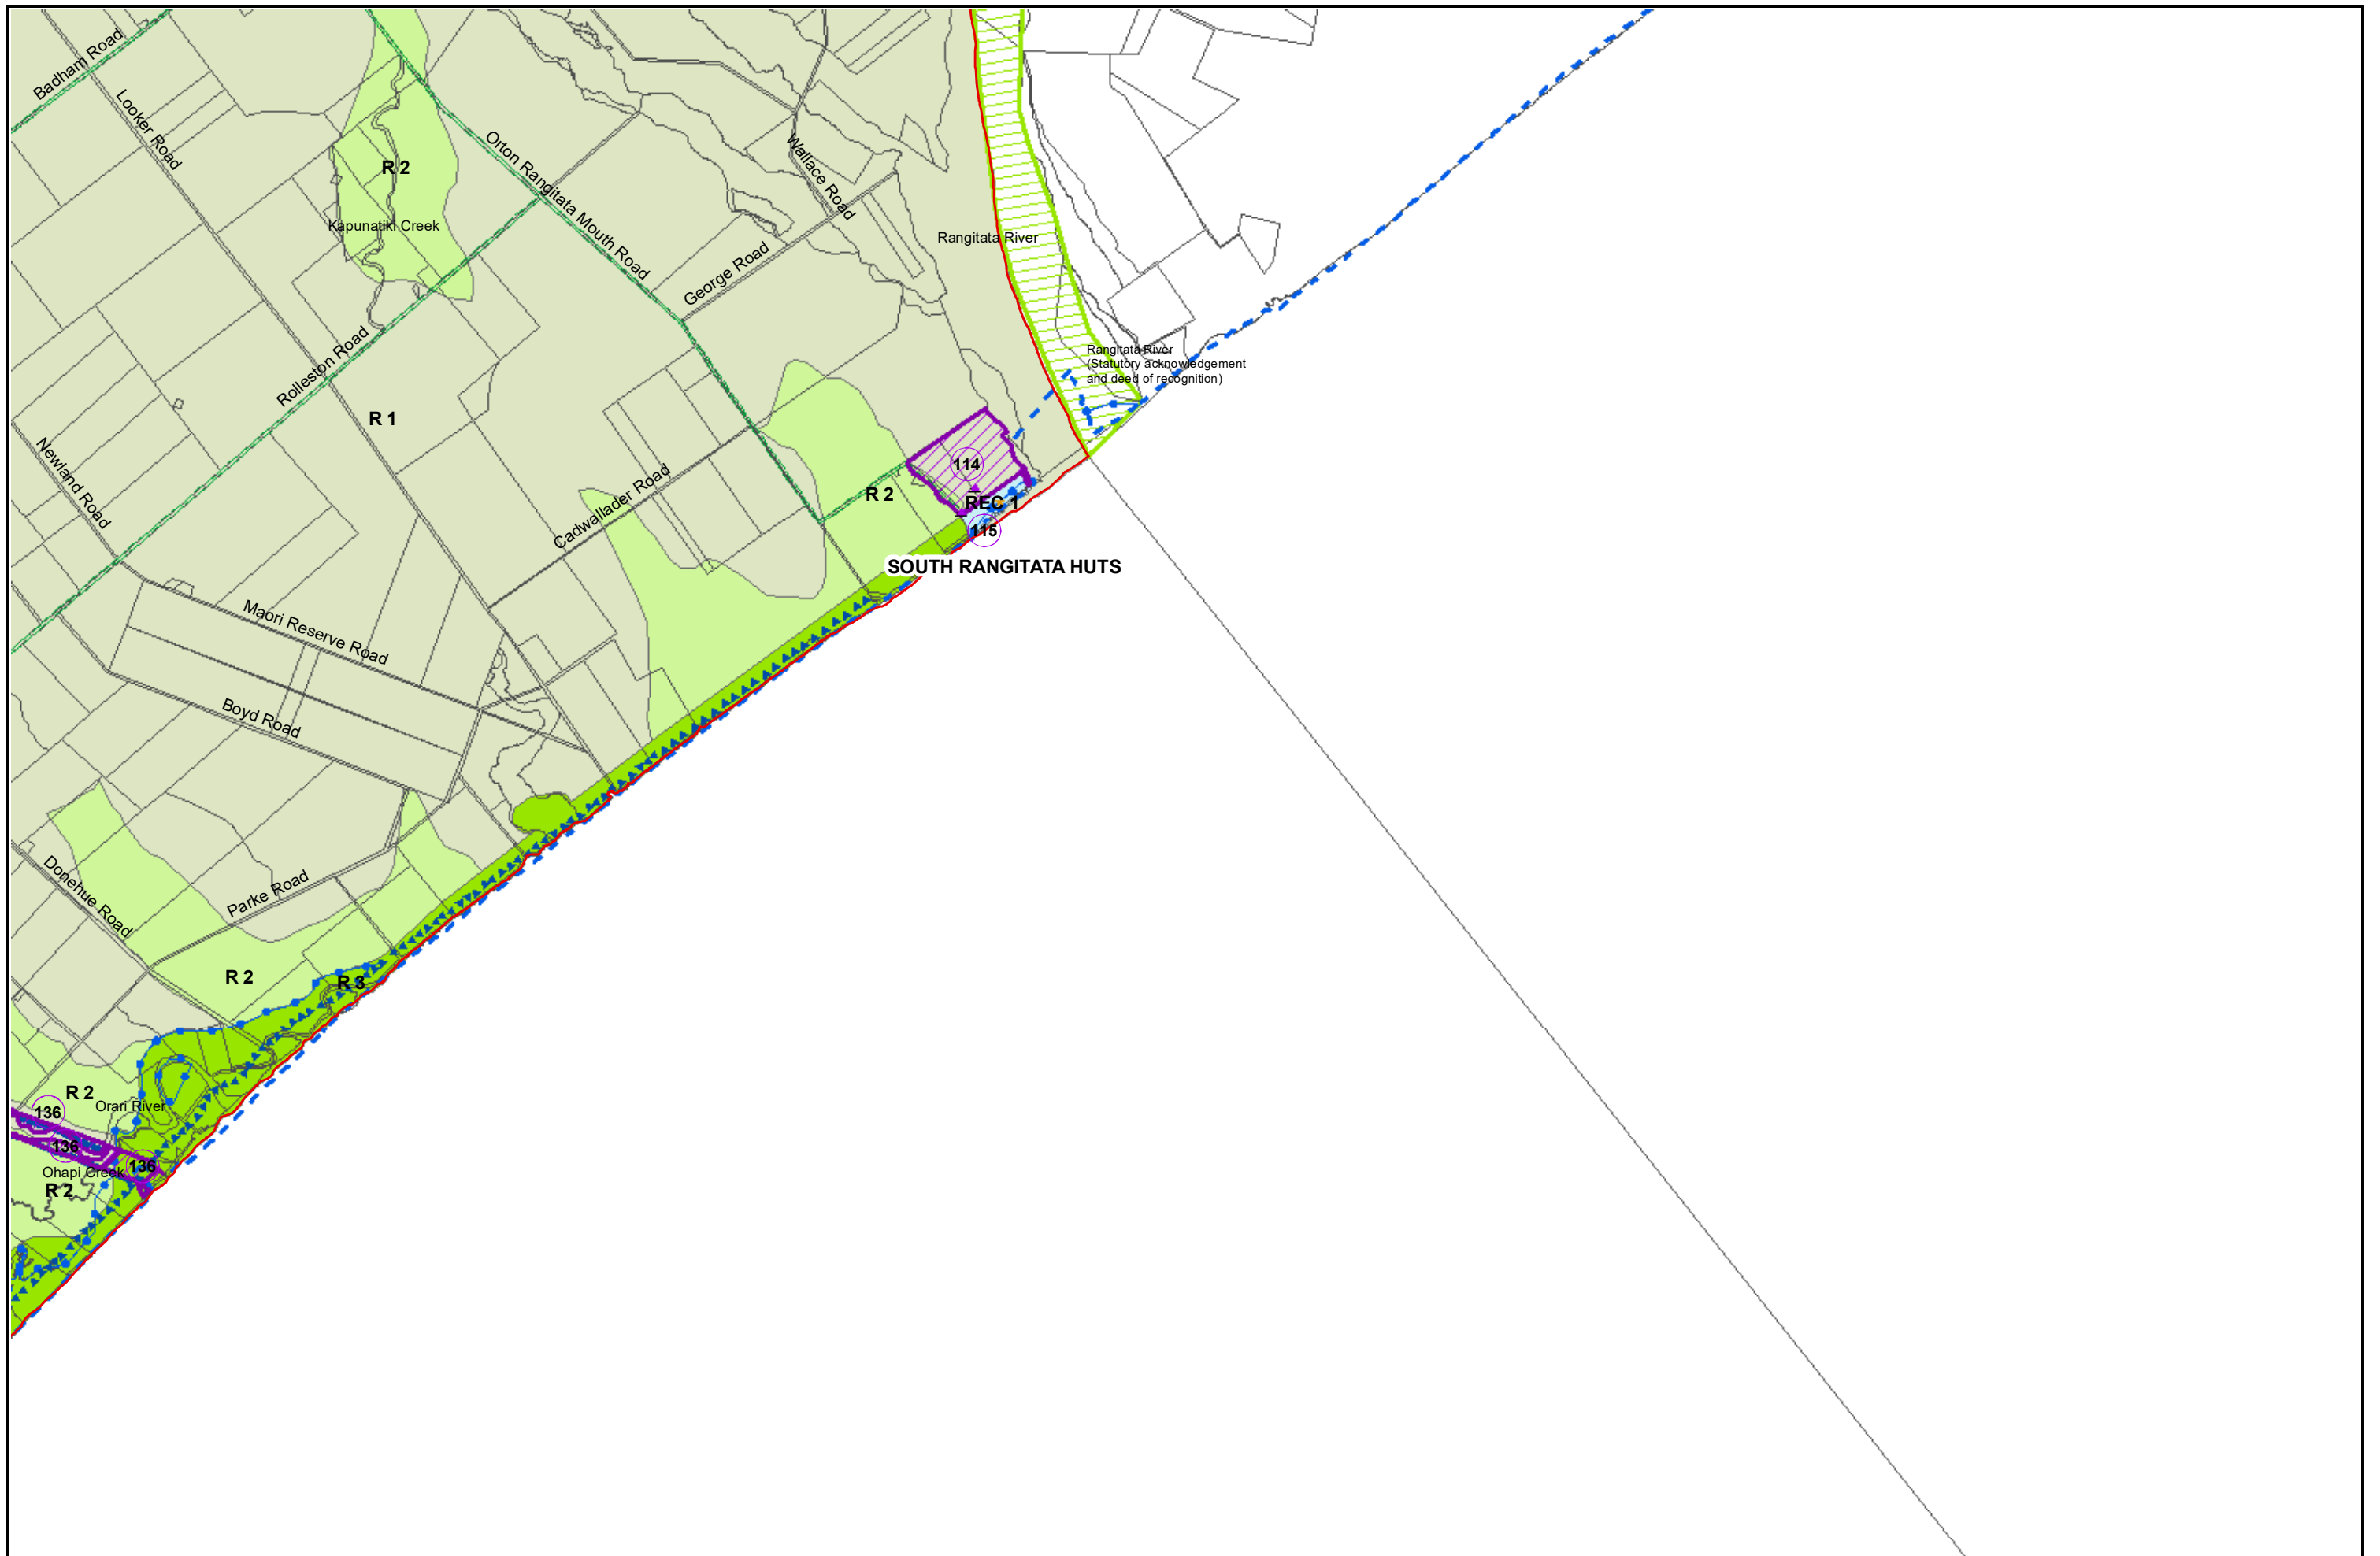 Badham Road
Looker Road
R 2
Kapunatiki Creek
Orton Rangitata Mouth Road
Wallace Road
George Road
Rangitata River
Rangitata River
(Statutory acknowledgement
and deed of recognition)
Rolleston Road
R 1
Newland Road
Cadwallader Road
114
R 2
REC 1
115
SOUTH RANGITATA HUTS
Maori Reserve Road
Boyd Road
Donehue Road
Parke Road
R 2
R 3
R 2
Orari River
136
136
136
Ohapi Creek
R 2